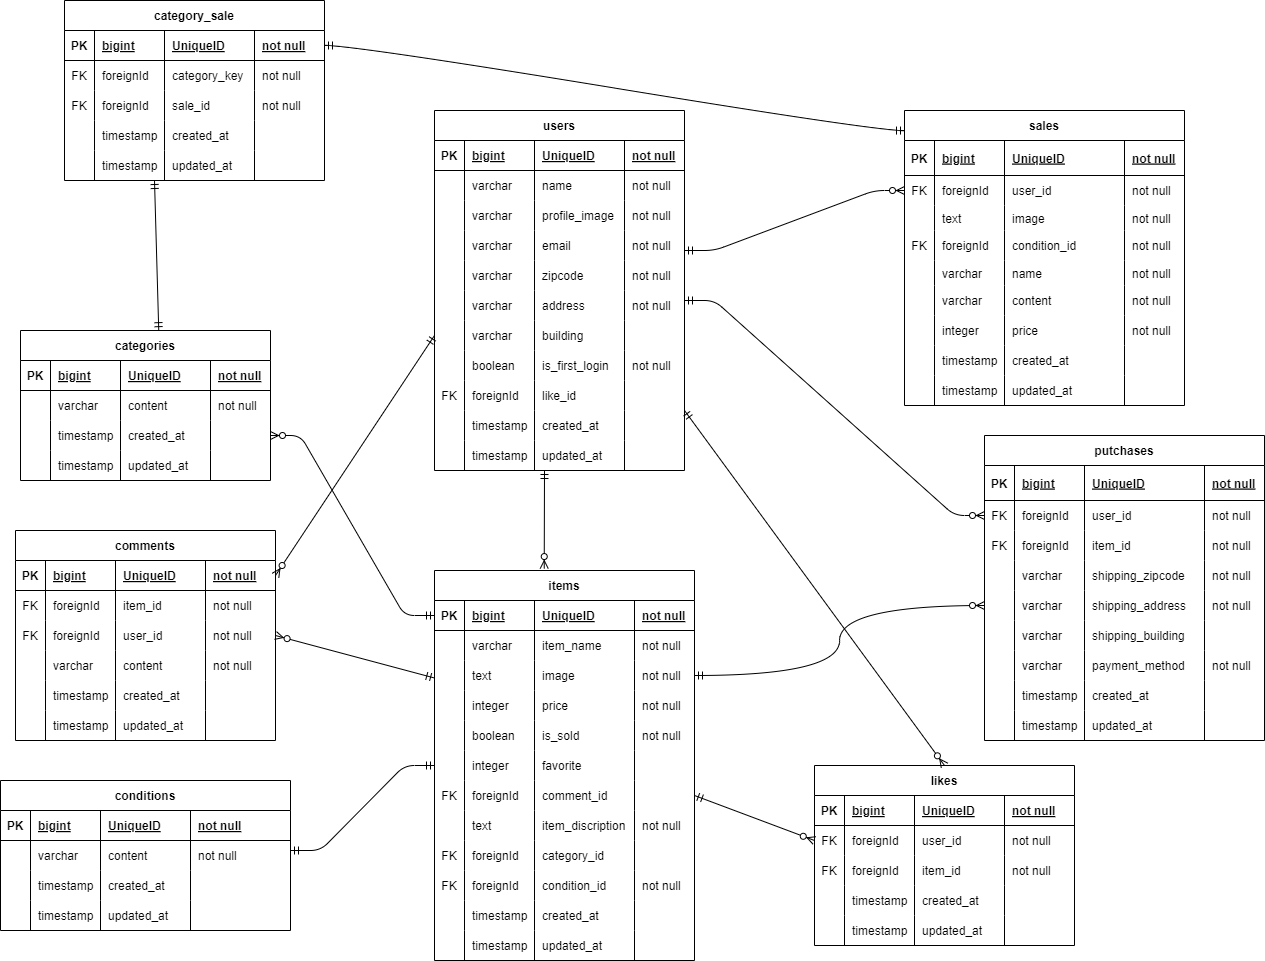 category_sale
PK bigint UniqueID not null
FK foreignId category_key not null
FK foreignId sale_id not null
timestamp created_at
timestamp updated_at
users
PK bigint UniqueID not null
varchar name not null
varchar profile_image not null
varchar email not null
varchar zipcode not null
varchar address not null
varchar building
boolean is_first_login not null
FK foreignId like_id
timestamp created_at
timestamp updated_at
sales
PK bigint UniqueID not null
FK foreignId user_id not null
text image not null
FK foreignId condition_id not null
varchar name not null
varchar content not null
integer price not null
timestamp created_at
timestamp updated_at
categories
PK bigint UniqueID not null
varchar content not null
timestamp created_at
timestamp updated_at
putchases
PK bigint UniqueID not null
FK foreignId user_id not null
FK foreignId item_id not null
varchar shipping_zipcode not null
varchar shipping_address not null
varchar shipping_building
varchar payment_method not null
timestamp created_at
timestamp updated_at
comments
PK bigint UniqueID not null
FK foreignId item_id not null
FK foreignId user_id not null
varchar content not null
timestamp created_at
timestamp updated_at
items
PK bigint UniqueID not null
varchar item_name not null
text image not null
integer price not null
boolean is_sold not null
integer favorite
FK foreignId comment_id
text item_discription not null
FK foreignId category_id
FK foreignId condition_id not null
timestamp created_at
timestamp updated_at
conditions
PK bigint UniqueID not null
varchar content not null
timestamp created_at
timestamp updated_at
likes
PK bigint UniqueID not null
FK foreignId user_id not null
FK foreignId item_id not null
timestamp created_at
timestamp updated_at